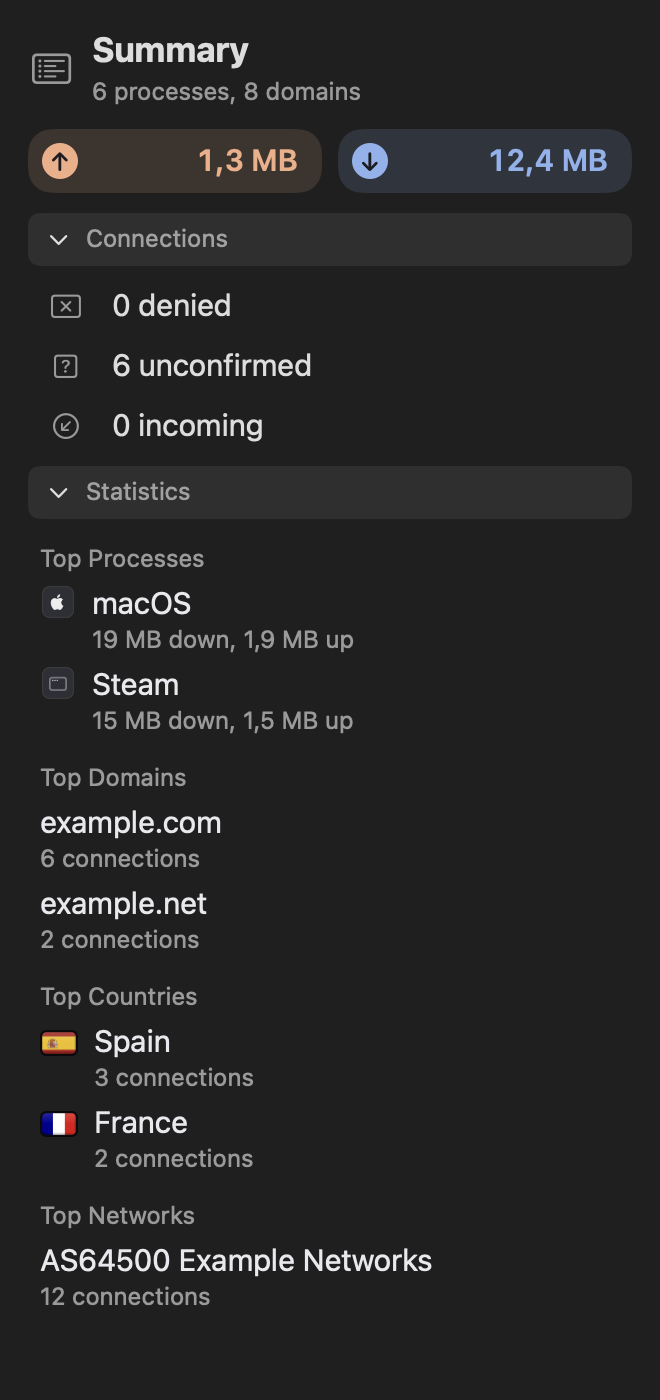 Summary
6 processes, 8 domains
1,3 MB
12,4 MB
Connections
0 denied
6 unconfirmed
0 incoming
Statistics
Top Processes
macOS
19 MB down, 1,9 MB up
Steam
15 MB down, 1,5 MB up
Top Domains
example.com
6 connections
example.net
2 connections
Top Countries
Spain
3 connections
France
2 connections
Top Networks
AS64500 Example Networks
12 connections